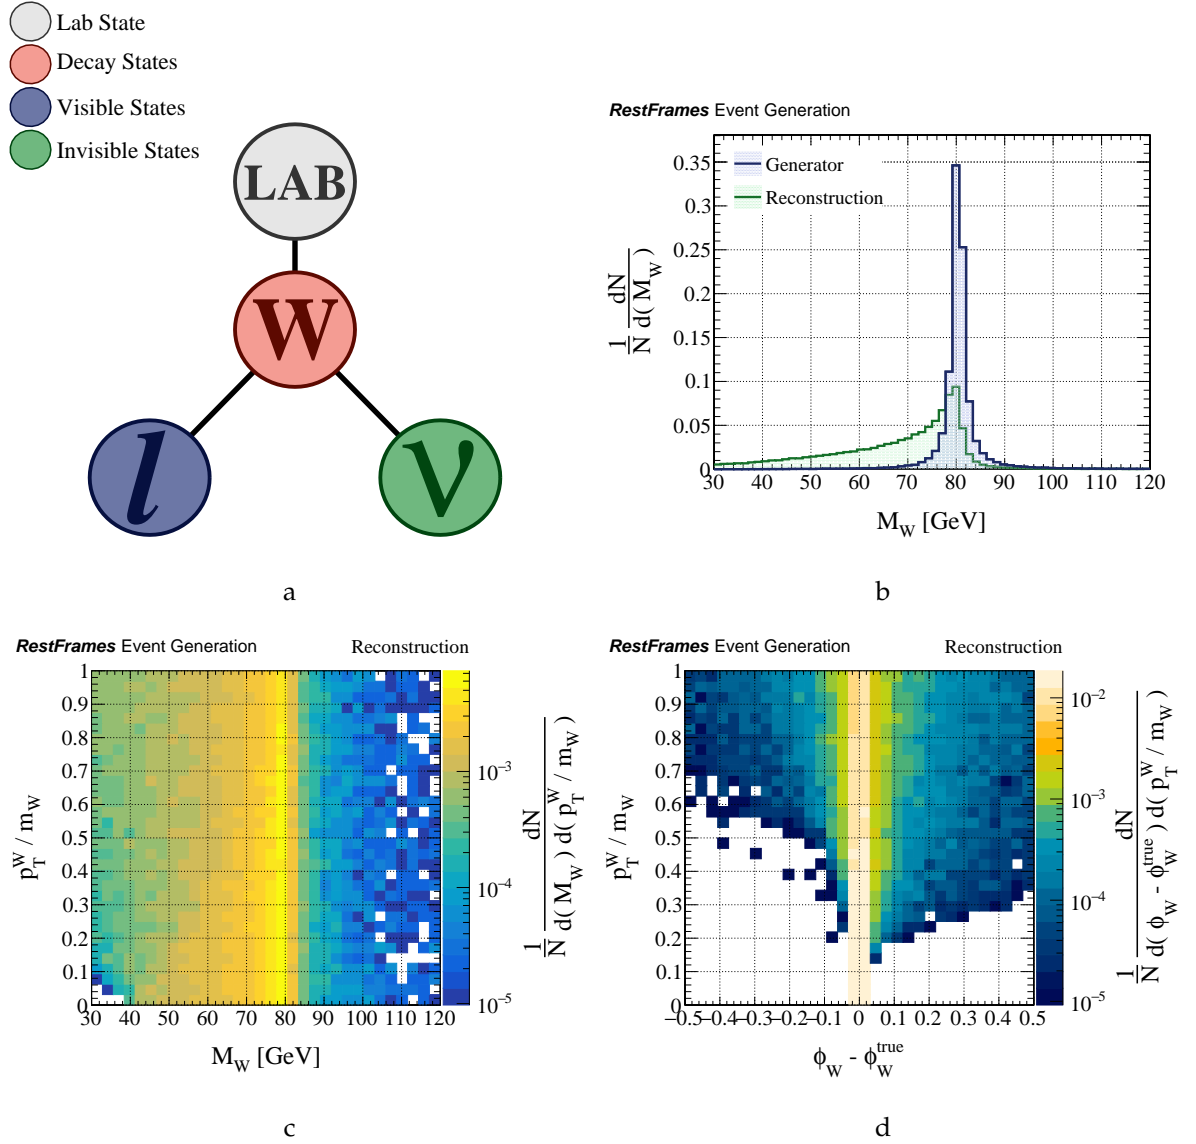 Lab State
Decay States
Visible States
Invisible States
LAB
W
l
ν
a
RestFrames Event Generation
Generator
Reconstruction
0.35
0.3
0.25
0.2
0.15
0.1
0.05
0
30 40 50 60 70 80 90 100 110 120
M_W [GeV]
1/N dN/d( M_W )
b
RestFrames Event Generation Reconstruction
1
0.9
0.8
0.7
0.6
0.5
0.4
0.3
0.2
0.1
0
30 40 50 60 70 80 90 100 110 120
M_W [GeV]
p_T^W / m_W
10^-3
10^-4
10^-5
1/N dN/d( M_W ) d( p_T^W / m_W )
c
RestFrames Event Generation Reconstruction
1
0.9
0.8
0.7
0.6
0.5
0.4
0.3
0.2
0.1
0
−0.5 −0.4 −0.3 −0.2 −0.1 0 0.1 0.2 0.3 0.4 0.5
ϕ_W - ϕ_W^true
p_T^W / m_W
10^-2
10^-3
10^-4
10^-5
1/N dN/d( ϕ_W - ϕ_W^true ) d( p_T^W / m_W )
d